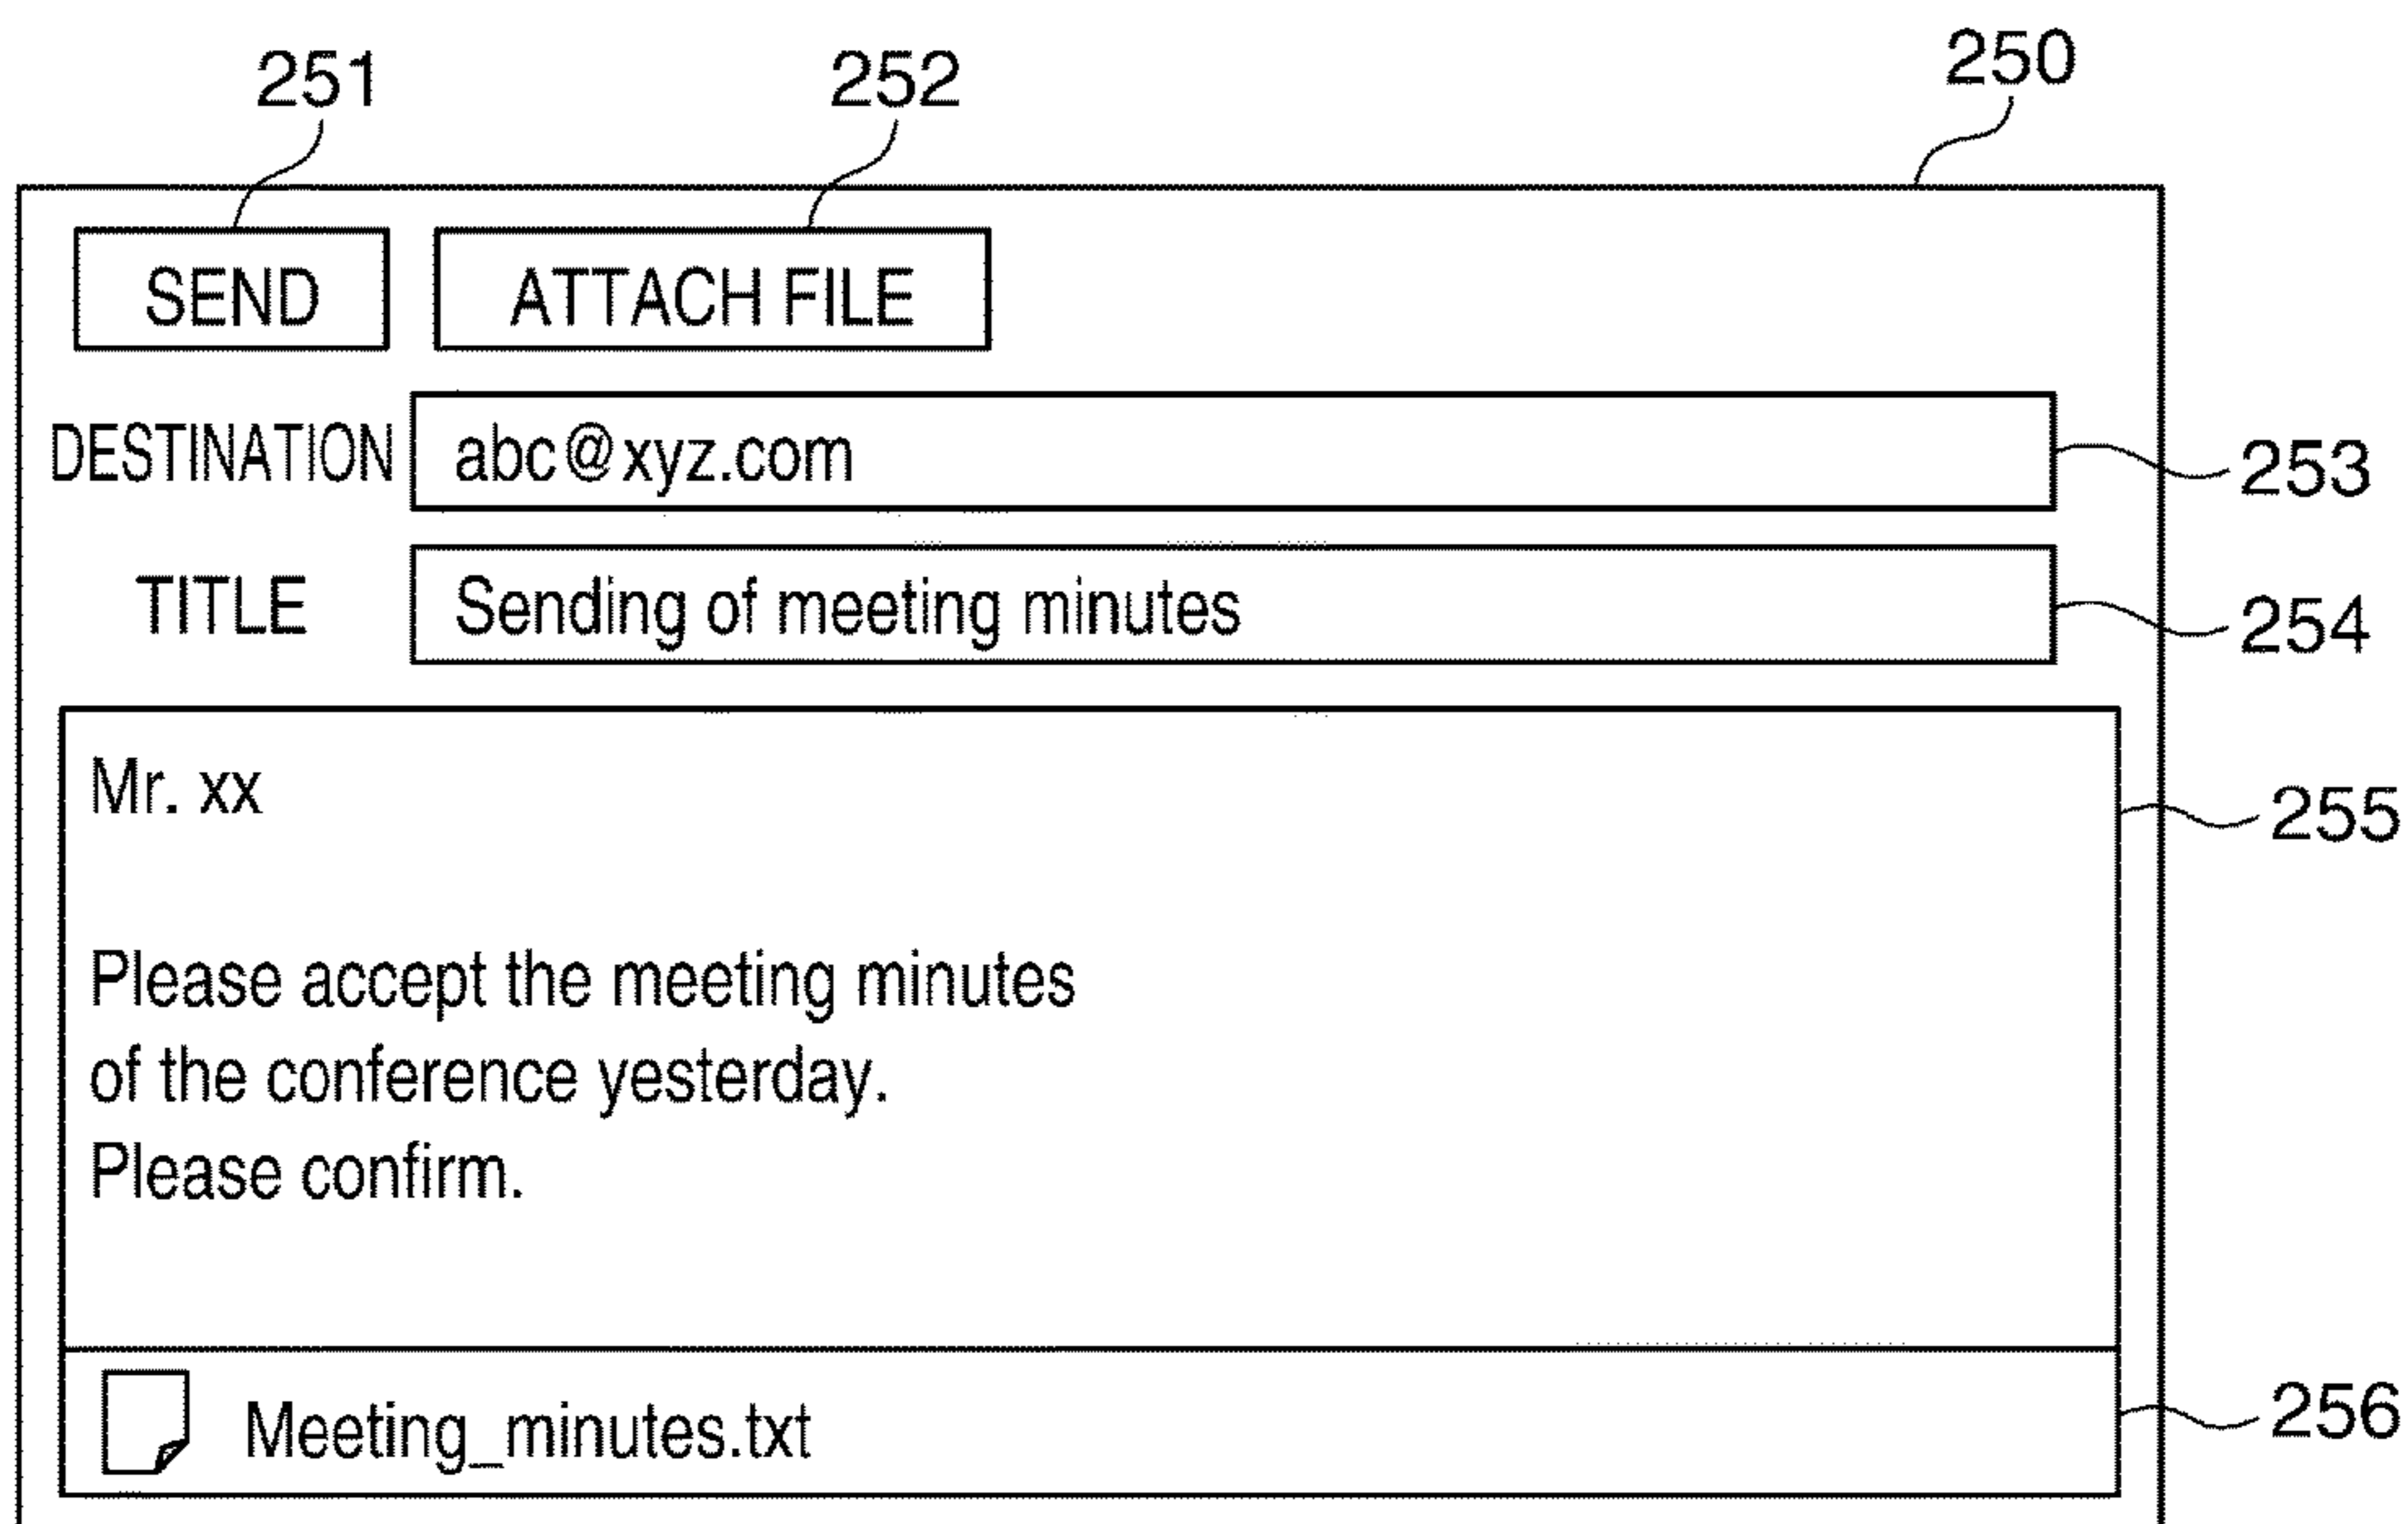 251 252 250
SEND ATTACH FILE
DESTINATION abc@xyz.com 253
TITLE Sending of meeting minutes 254
Mr. xx 255
Please accept the meeting minutes
of the conference yesterday.
Please confirm.
Meeting_minutes.txt 256